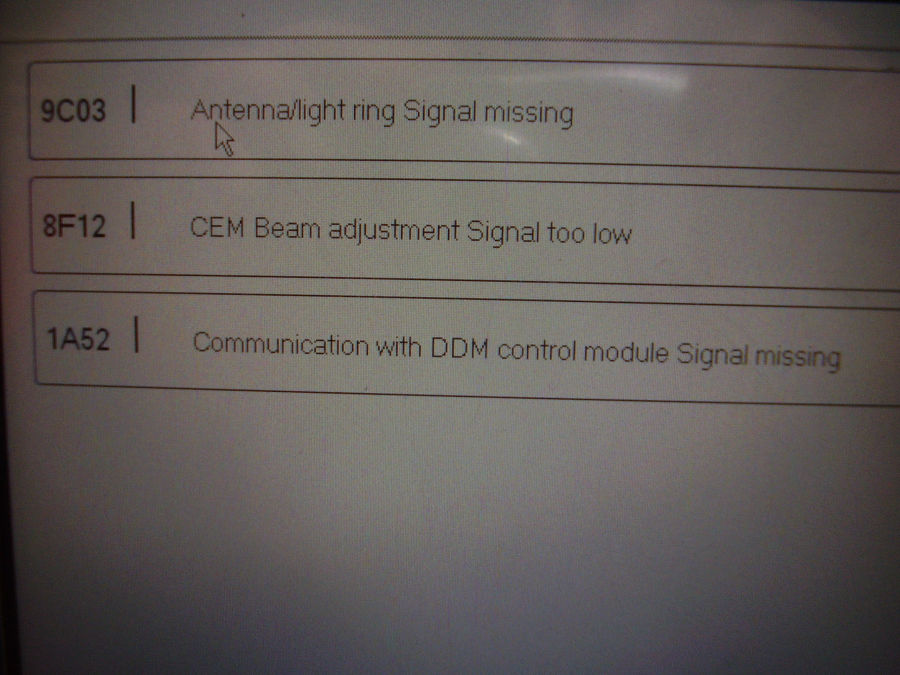 9C03 | Antenna/light ring Signal missing
8F12 | CEM Beam adjustment Signal too low
1A52 | Communication with DDM control module Signal missing